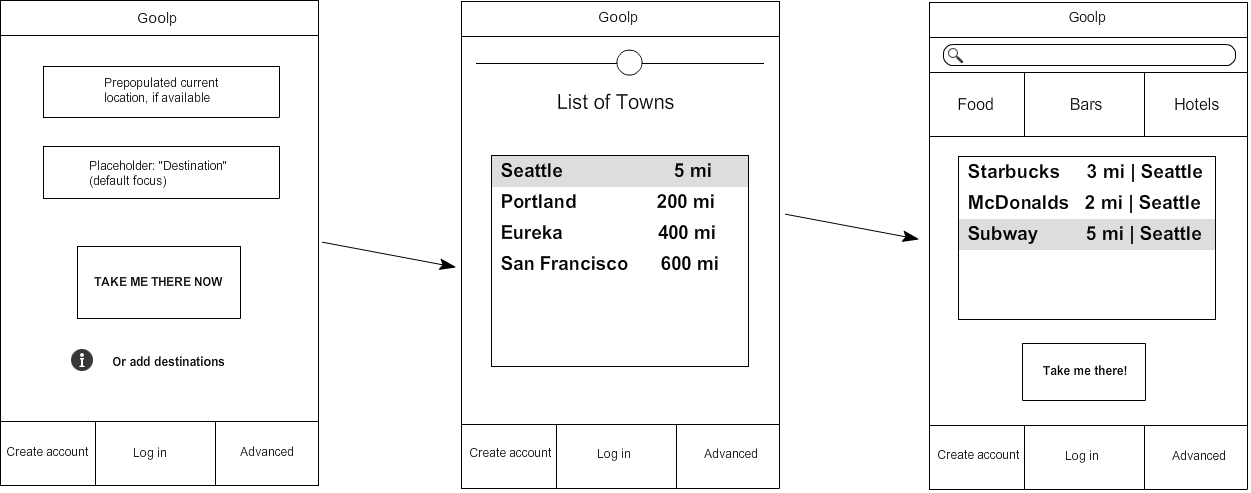 Goolp
Prepopulated current
location, if available
Placeholder: "Destination"
(default focus)
TAKE ME THERE NOW
Or add destinations
Create account
Log in
Advanced
Goolp
List of Towns
Seattle 5 mi
Portland 200 mi
Eureka 400 mi
San Francisco 600 mi
Create account
Log in
Advanced
Goolp
Food
Bars
Hotels
Starbucks 3 mi | Seattle
McDonalds 2 mi | Seattle
Subway 5 mi | Seattle
Take me there!
Create account
Log in
Advanced